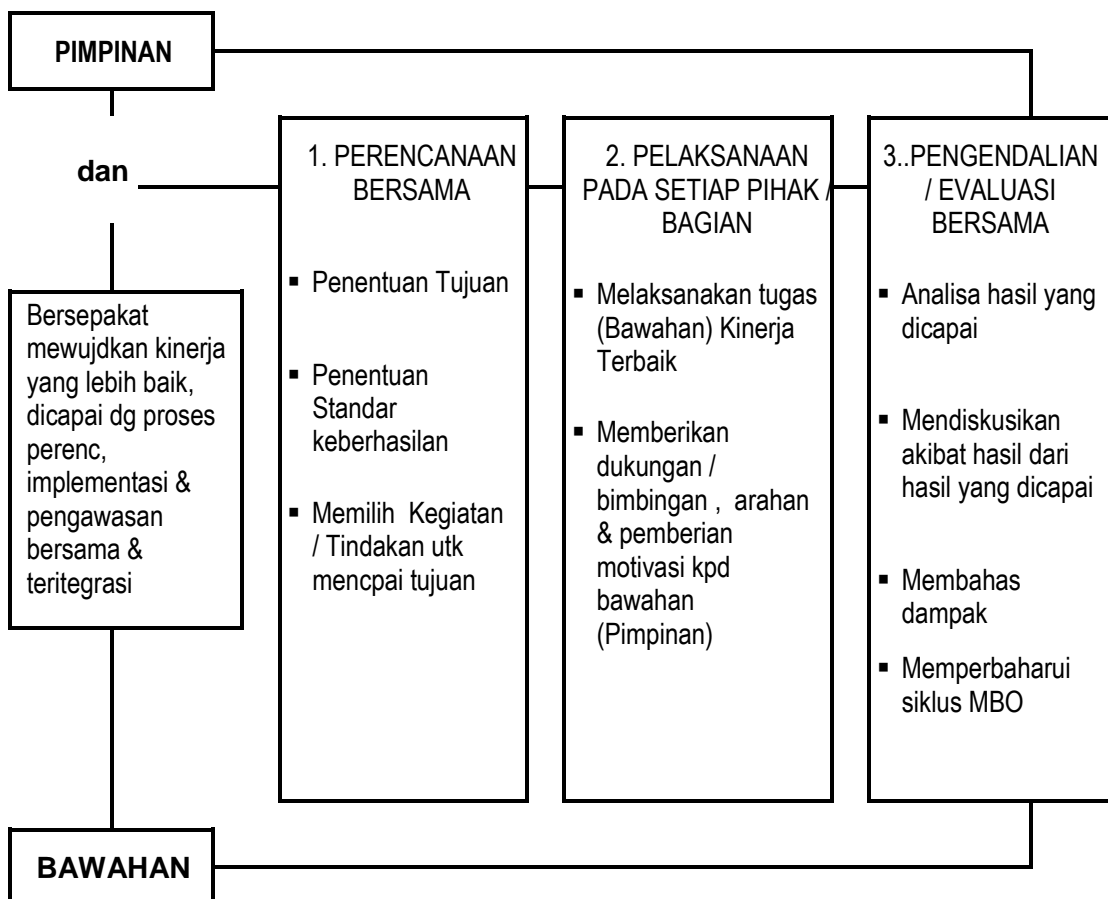 PIMPINAN
dan
Bersepakat
mewujdkan kinerja
yang lebih baik,
dicapai dg proses
perenc,
implementasi &
pengawasan
bersama &
teritegrasi
BAWAHAN
1. PERENCANAAN
BERSAMA
▪ Penentuan Tujuan
▪ Penentuan
Standar
keberhasilan
▪ Memilih Kegiatan
/ Tindakan utk
mencpai tujuan
2. PELAKSANAAN
PADA SETIAP PIHAK /
BAGIAN
▪ Melaksanakan tugas
(Bawahan) Kinerja
Terbaik
▪ Memberikan
dukungan /
bimbingan , arahan
& pemberian
motivasi kpd
bawahan
(Pimpinan)
3..PENGENDALIAN
/ EVALUASI
BERSAMA
▪ Analisa hasil yang
dicapai
▪ Mendiskusikan
akibat hasil dari
hasil yang dicapai
▪ Membahas
dampak
▪ Memperbaharui
siklus MBO